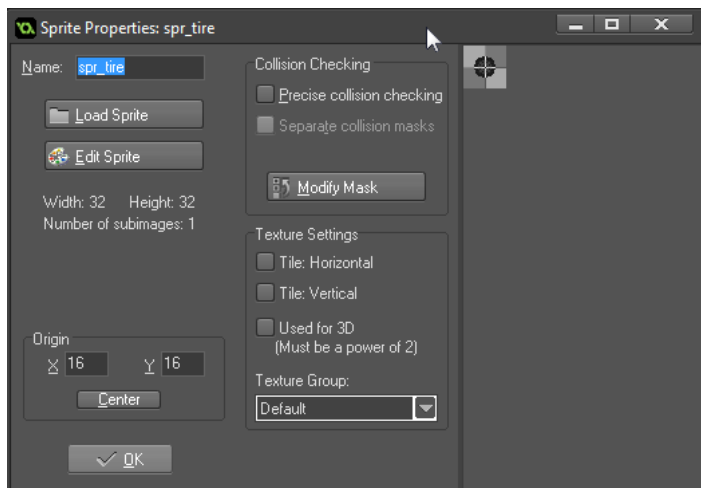 Sprite Properties: spr_tire
Name: spr_tire
Load Sprite
Edit Sprite
Width: 32 Height: 32
Number of subimages: 1
Origin
X 16 Y 16
Center
OK
Collision Checking
Precise collision checking
Separate collision masks
Modify Mask
Texture Settings
Tile: Horizontal
Tile: Vertical
Used for 3D
(Must be a power of 2)
Texture Group:
Default